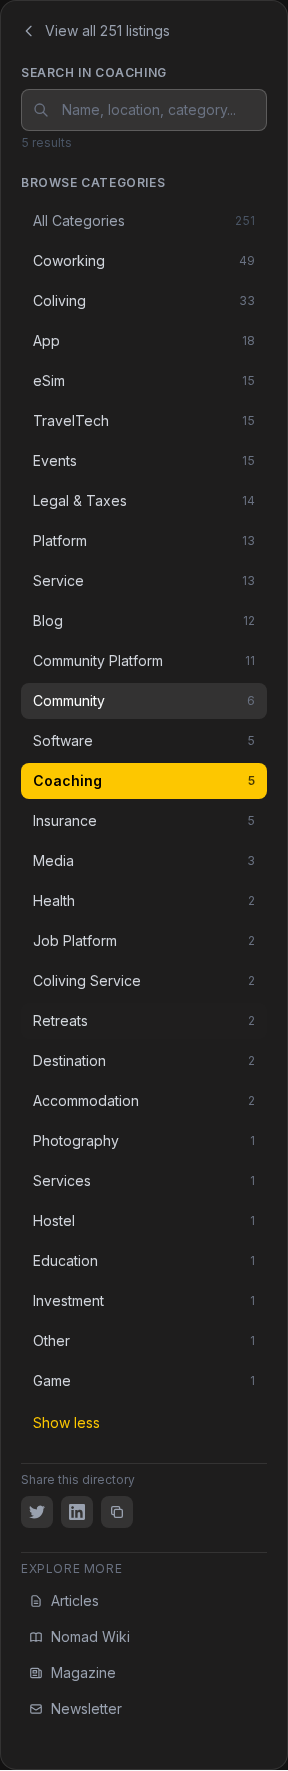 View all 251 listings
SEARCH IN COACHING
Name, location, category...
5 results
BROWSE CATEGORIES
All Categories 251
Coworking 49
Coliving 33
App 18
eSim 15
TravelTech 15
Events 15
Legal & Taxes 14
Platform 13
Service 13
Blog 12
Community Platform 11
Community 6
Software 5
Coaching 5
Insurance 5
Media 3
Health 2
Job Platform 2
Coliving Service 2
Retreats 2
Destination 2
Accommodation 2
Photography 1
Services 1
Hostel 1
Education 1
Investment 1
Other 1
Game 1
Show less
Share this directory
EXPLORE MORE
Articles
Nomad Wiki
Magazine
Newsletter